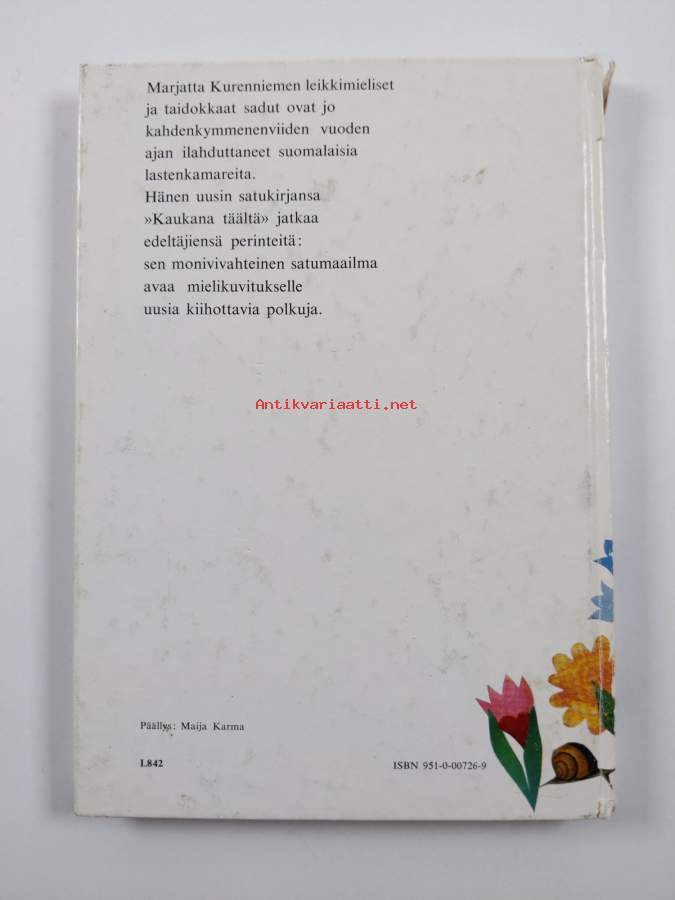 Marjatta Kurenniemen leikkimieliset
ja taidokkaat sadut ovat jo
kahdenkymmenenviiden vuoden
ajan ilahduttaneet suomalaisia
lastenkamareita.
Hänen uusin satukirjansa
»Kaukana täältä» jatkaa
edeltäjiensä perinteitä:
sen monivivahteinen satumaailma
avaa mielikuvitukselle
uusia kiihottavia polkuja.
Antikvariaatti.net
Päällys: Maija Karma
L842
ISBN 951-0-00726-9